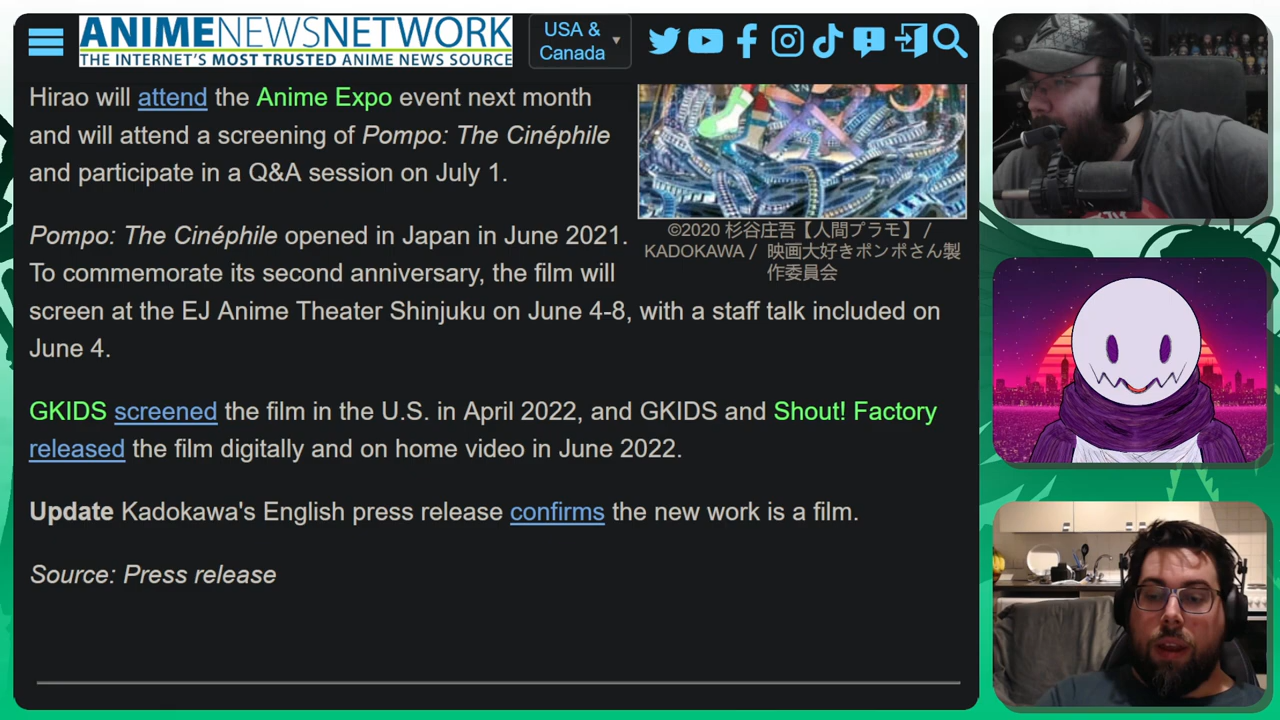 ANIMENEWSNETWORK
THE INTERNET'S MOST TRUSTED ANIME NEWS SOURCE
USA &
Canada
Hirao will attend the Anime Expo event next month
and will attend a screening of Pompo: The Cinéphile
and participate in a Q&A session on July 1.
©2020 杉谷庄吾【人間プラモ】 /
KADOKAWA / 映画大好きポンポさん製
作委員会
Pompo: The Cinéphile opened in Japan in June 2021.
To commemorate its second anniversary, the film will
screen at the EJ Anime Theater Shinjuku on June 4-8, with a staff talk included on
June 4.
GKIDS screened the film in the U.S. in April 2022, and GKIDS and Shout! Factory
released the film digitally and on home video in June 2022.
Update Kadokawa's English press release confirms the new work is a film.
Source: Press release